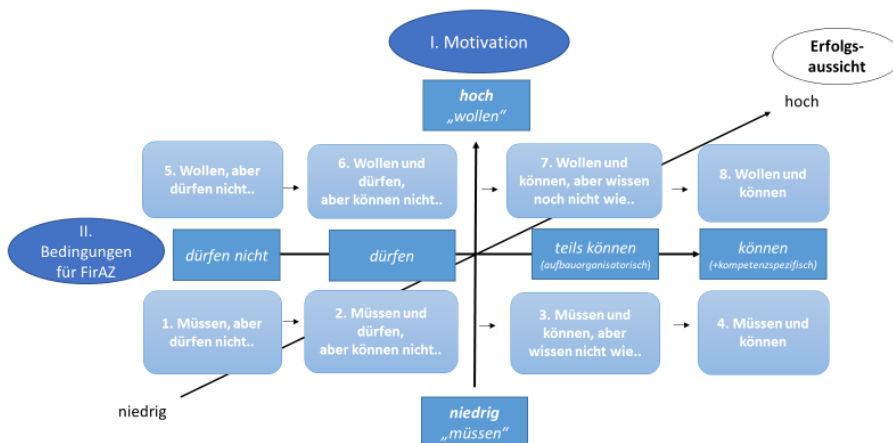 I. Motivation
Erfolgs-
aussicht
hoch
„wollen“
hoch
5. Wollen, aber
dürfen nicht..
6. Wollen und
dürfen,
aber können nicht..
7. Wollen und
können, aber wissen
noch nicht wie..
8. Wollen und
können
II.
Bedingungen
für FirAZ
dürfen nicht
dürfen
teils können
(aufbauorganisatorisch)
können
(+kompetenzspezifisch)
1. Müssen, aber
dürfen nicht..
2. Müssen und
dürfen,
aber können nicht..
3. Müssen und
können, aber
wissen nicht wie..
4. Müssen und
können
niedrig
niedrig
„müssen“